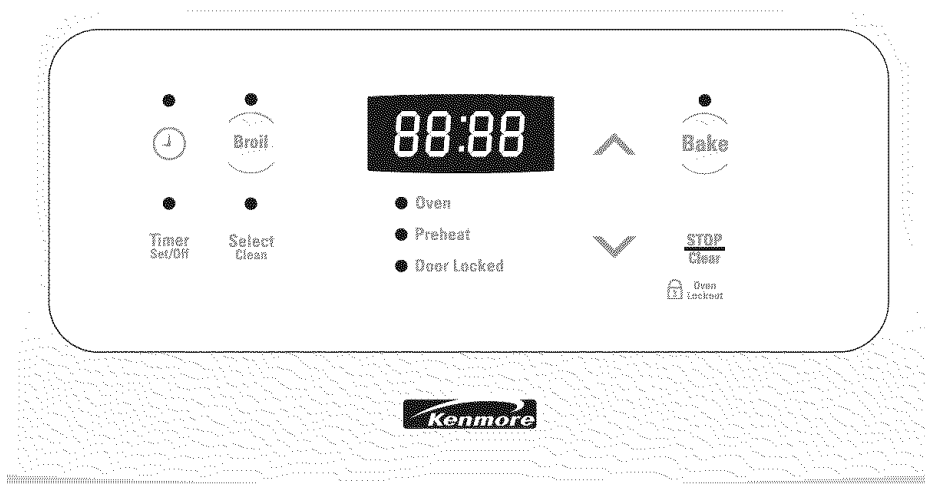 Broil
88:88
Bake
Oven
Preheat
Door Locked
Timer
Set/Off
Select
Clean
STOP
Clear
Oven
Lockout
Kenmore